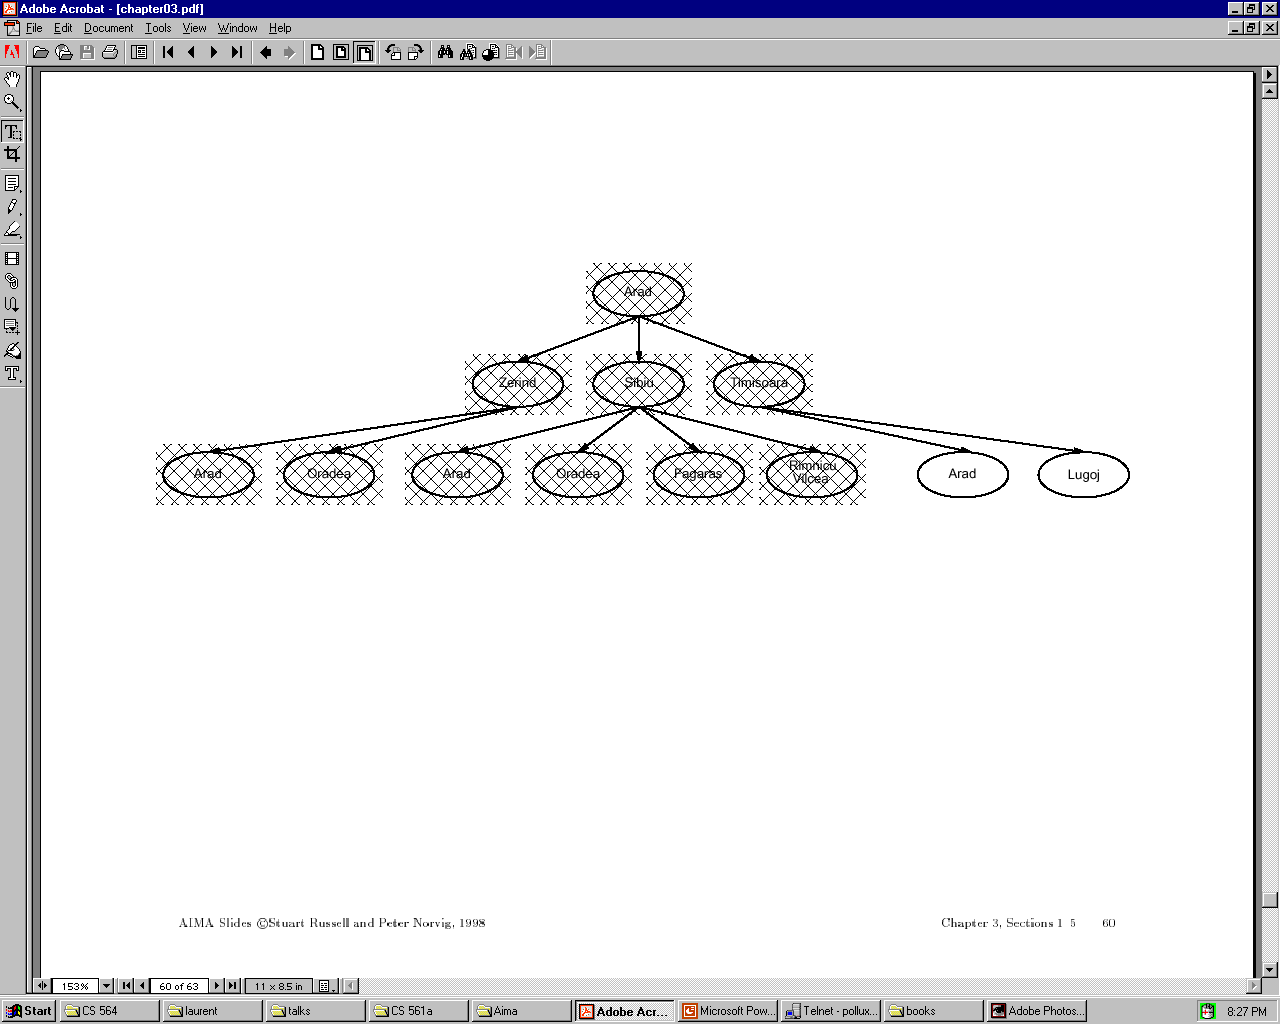 Adobe Acrobat - [chapter03.pdf]
File Edit Document Tools View Window Help
Arad
Zerind Sibiu Timisoara
Arad Oradea Arad Oradea Fagaras Rimnicu Vilcea Arad Lugoj
AIMA Slides ©Stuart Russell and Peter Norvig, 1998 Chapter 3, Sections 1 5 60
153% 60 of 63 11 x 8.5 in
Start CS 564 laurent talks CS 561a Aima Adobe Acr... Microsoft Pow... Telnet - pollux... books Adobe Photos... 8:27 PM